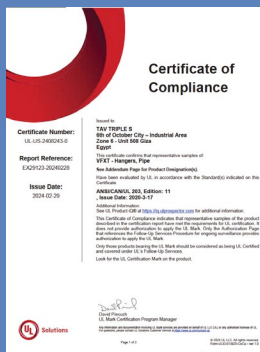 Certificate of
Compliance
Certificate Number:
UL-US-2408243-0
Report Reference:
EX29123-20240228
Issue Date:
2024-02-29
Issued to:
TAV TRIPLE S
6th of October City – Industrial Area
Zone 6 - Unit 508 Giza
Egypt
This certificate confirms that representative samples of:
VFXT - Hangers, Pipe
See Addendum Page for Product Designation(s).
Have been evaluated by UL in accordance with the Standard(s) indicated on this
Certificate.
ANSI/CAN/UL 203, Edition: 11
, Issue Date: 2020-3-17
Additional Information:
See UL Product iQ® at https://iq.ulprospector.com for additional information.
This Certificate of Compliance indicates that representative samples of the product
described in the certification report have met the requirements for UL certification. It
does not provide authorization to apply the UL Mark. Only the Authorization Page
that references the Follow-Up Services Procedure for ongoing surveillance provides
authorization to apply the UL Mark.
Only those products bearing the UL Mark should be considered as being UL Certified
and covered under UL's Follow-Up Services.
Look for the UL Certification Mark on the product.
David Piecuch
UL Mark Certification Program Manager
UL Solutions
Page 1 of 2